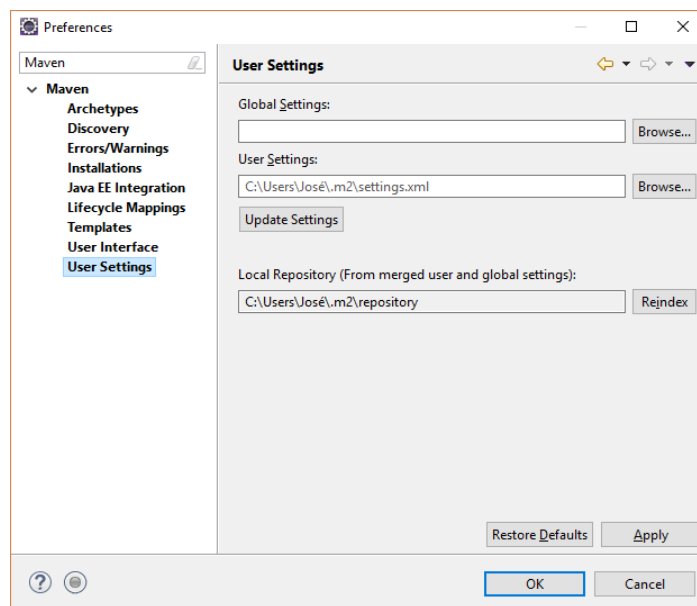 Preferences
Maven
User Settings
Maven
Archetypes
Discovery
Errors/Warnings
Installations
Java EE Integration
Lifecycle Mappings
Templates
User Interface
User Settings
Global Settings:
Browse...
User Settings:
C:\Users\José\.m2\settings.xml
Browse...
Update Settings
Local Repository (From merged user and global settings):
C:\Users\José\.m2\repository
Reindex
Restore Defaults
Apply
?
OK
Cancel